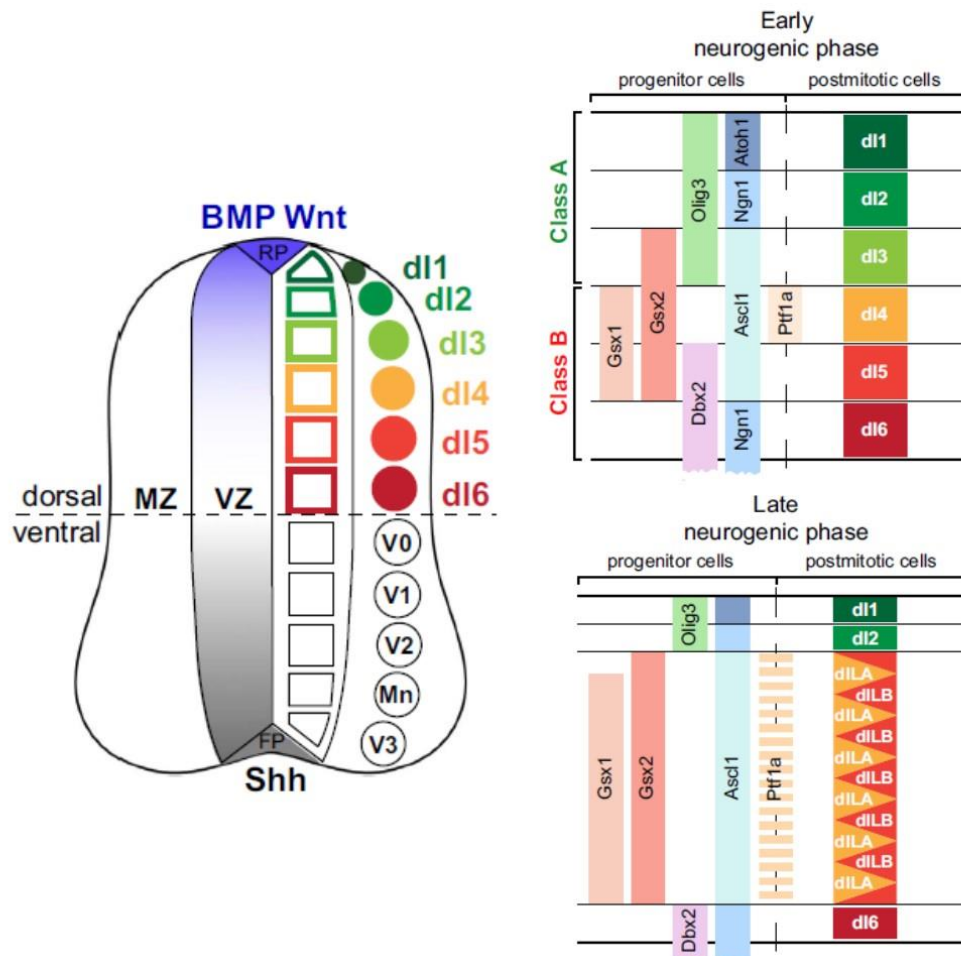 BMP Wnt
RP
dI1
dI2
dI3
dI4
dI5
dI6
dorsal
ventral
MZ
VZ
V0
V1
V2
Mn
V3
FP
Shh
Early
neurogenic phase
progenitor cells
postmitotic cells
Class A
Class B
Gsx1
Gsx2
Olig3
Dbx2
Atoh1
Ngn1
Ascl1
Ngn1
Ptf1a
dI1
dI2
dI3
dI4
dI5
dI6
Late
neurogenic phase
progenitor cells
postmitotic cells
Gsx1
Gsx2
Olig3
Dbx2
Ascl1
Ptf1a
dI1
dI2
dILA
dILB
dILA
dILB
dILA
dILB
dILA
dILB
dILA
dILB
dILA
dI6